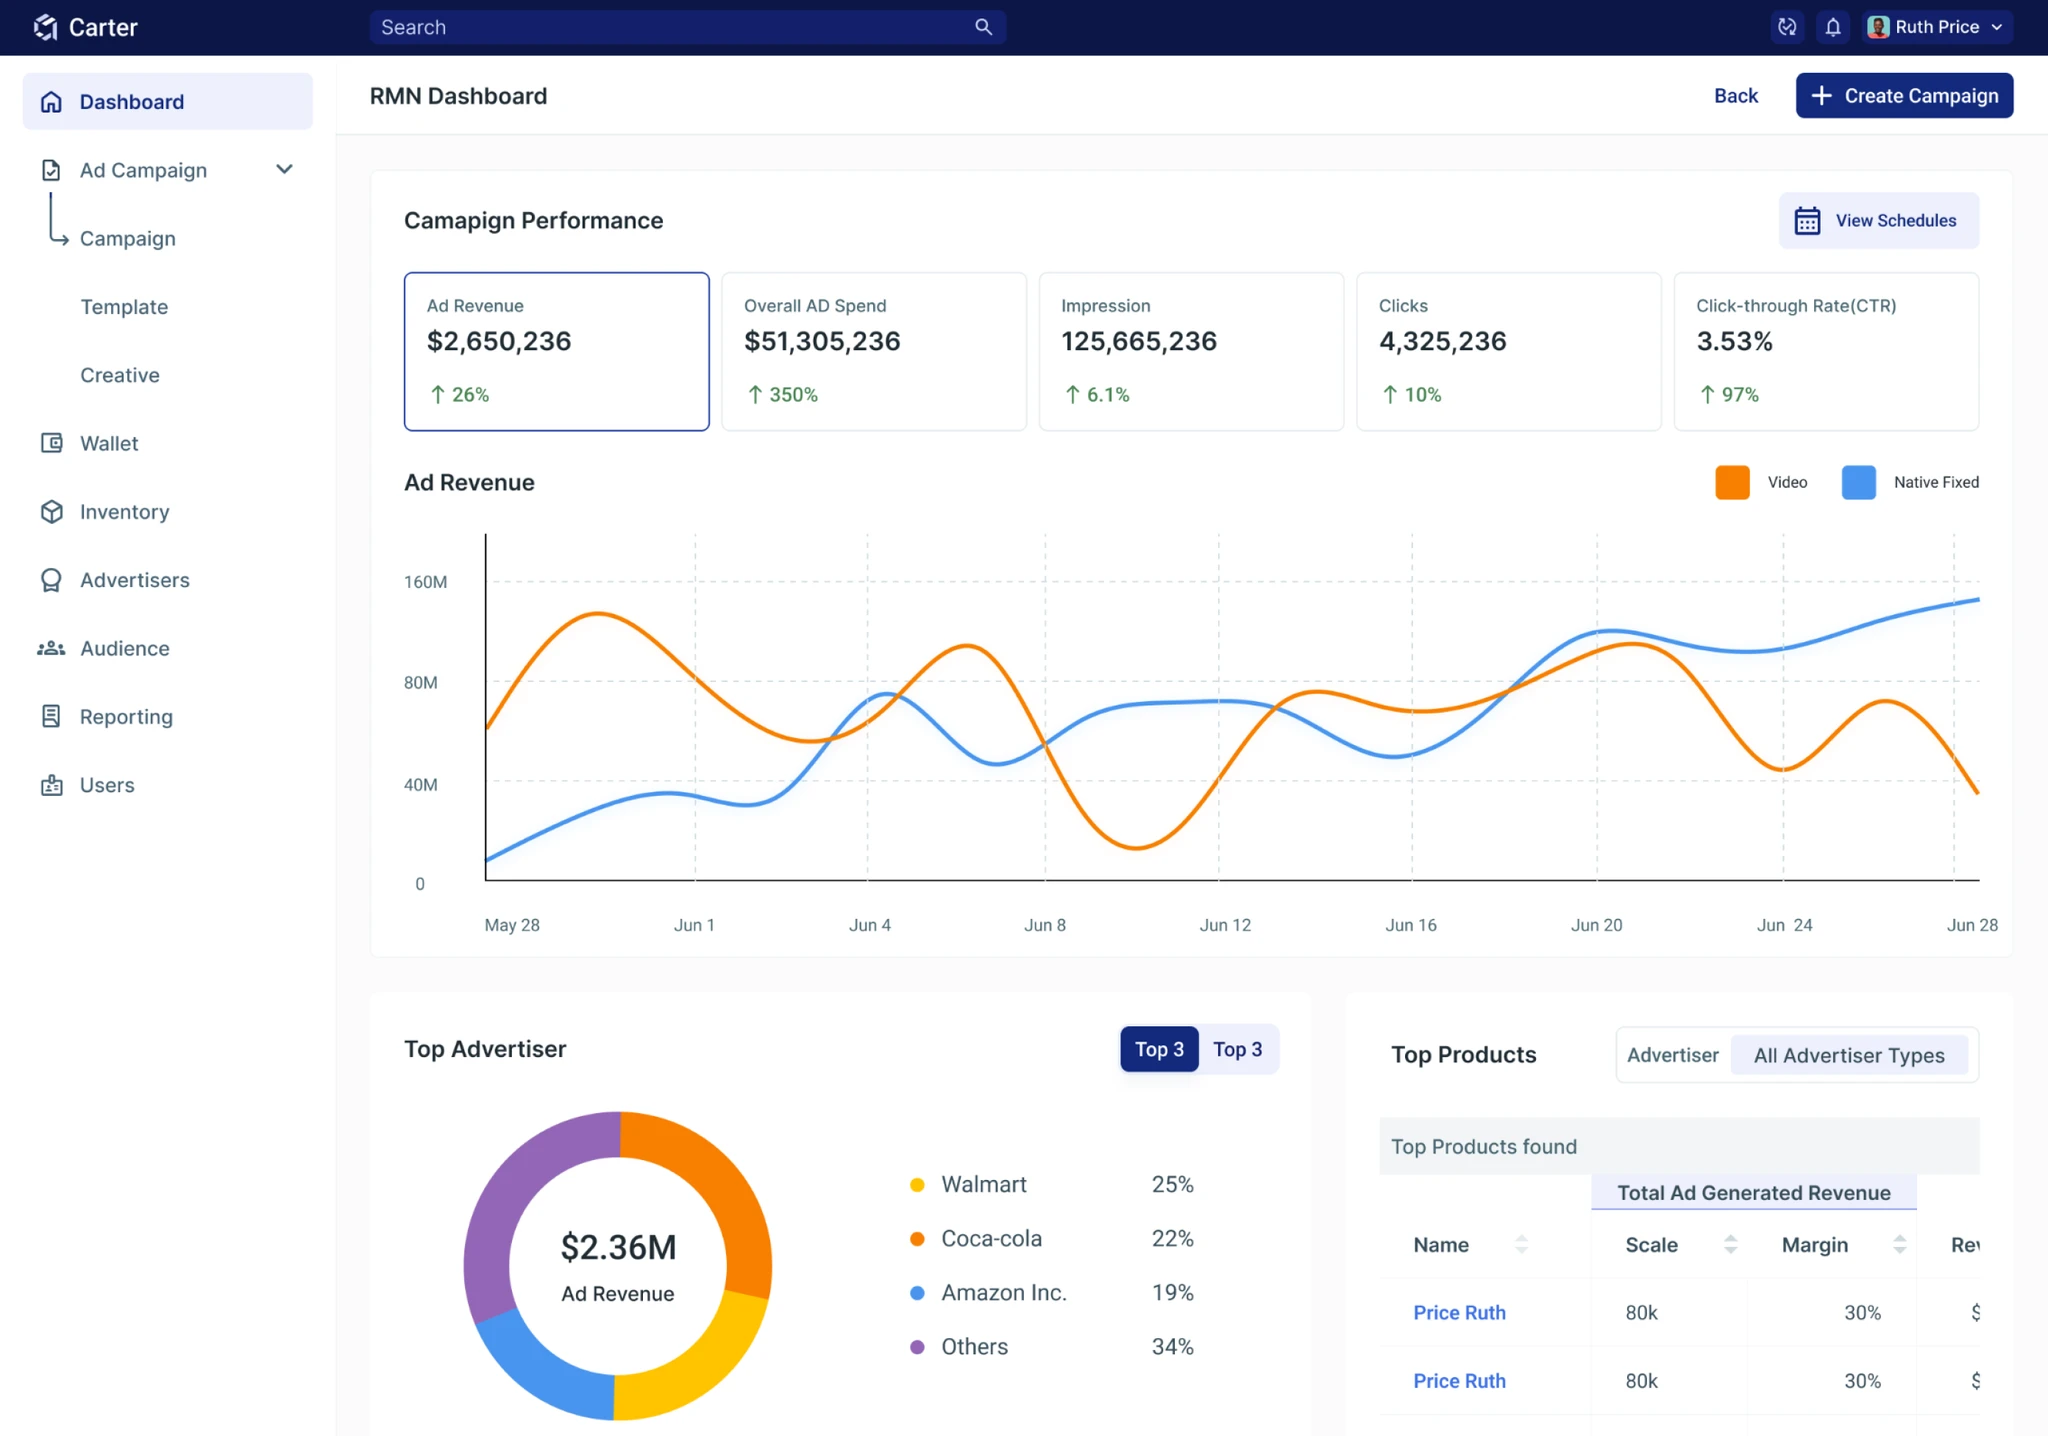 Carter
Search
Ruth Price
Dashboard
Ad Campaign
Campaign
Template
Creative
Wallet
Inventory
Advertisers
Audience
Reporting
Users
RMN Dashboard
Back
Create Campaign
Camapign Performance
View Schedules
Ad Revenue
$2,650,236
↑ 26%
Overall AD Spend
$51,305,236
↑ 350%
Impression
125,665,236
↑ 6.1%
Clicks
4,325,236
↑ 10%
Click-through Rate(CTR)
3.53%
↑ 97%
Ad Revenue
Video
Native Fixed
160M
80M
40M
0
May 28 Jun 1 Jun 4 Jun 8 Jun 12 Jun 16 Jun 20 Jun 24 Jun 28
Top Advertiser
Top 3 Top 3
$2.36M
Ad Revenue
Walmart 25%
Coca-cola 22%
Amazon Inc. 19%
Others 34%
Top Products
Advertiser All Advertiser Types
Top Products found
Total Ad Generated Revenue
Name Scale Margin
Price Ruth 80k 30% $
Price Ruth 80k 30% $